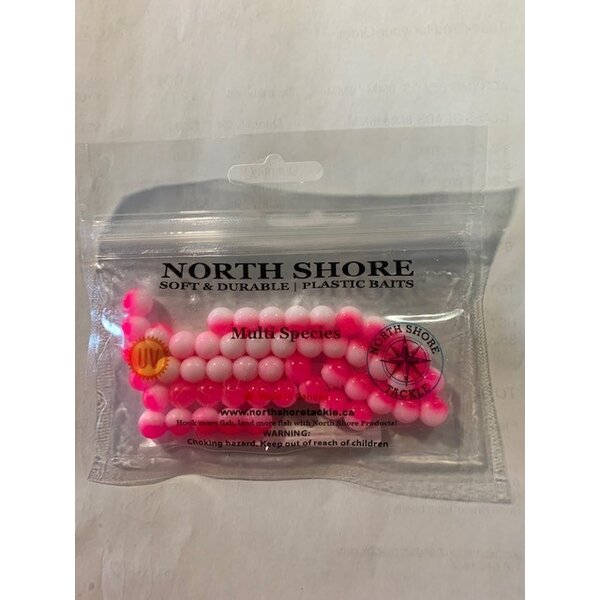 NORTH SHORE
SOFT & DURABLE | PLASTIC BAITS
Multi Species
UV
NORTH SHORE
TACKLE
www.northshoretackle.ca
Hook more fish, land more fish with North Shore Products!
WARNING:
Choking hazard. Keep out of reach of children